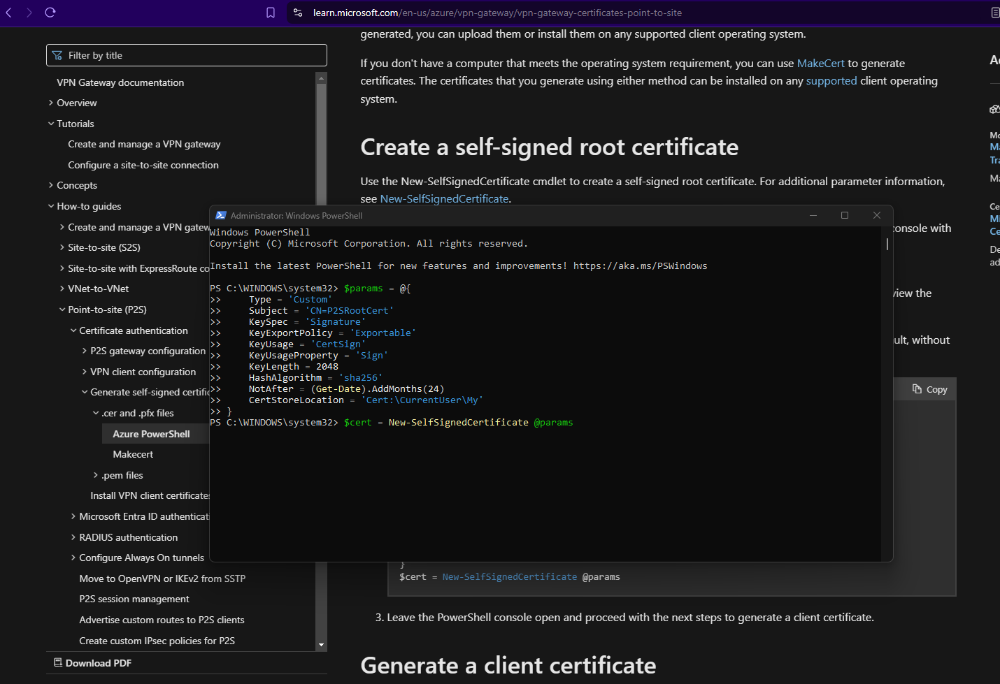 learn.microsoft.com/en-us/azure/vpn-gateway/vpn-gateway-certificates-point-to-site
Filter by title
VPN Gateway documentation
Overview
Tutorials
Create and manage a VPN gateway
Configure a site-to-site connection
Concepts
How-to guides
Create and manage a VPN gatew
Site-to-site (S2S)
Site-to-site with ExpressRoute co
VNet-to-VNet
Point-to-site (P2S)
Certificate authentication
P2S gateway configuration
VPN client configuration
Generate self-signed certific
.cer and .pfx files
Azure PowerShell
Makecert
.pem files
Install VPN client certificates
Microsoft Entra ID authenticat
RADIUS authentication
Configure Always On tunnels
Move to OpenVPN or IKEv2 from SSTP
P2S session management
Advertise custom routes to P2S clients
Create custom IPsec policies for P2S
Download PDF
generated, you can upload them or install them on any supported client operating system.
If you don't have a computer that meets the operating system requirement, you can use MakeCert to generate
certificates. The certificates that you generate using either method can be installed on any supported client operating
system.
Create a self-signed root certificate
Use the New-SelfSignedCertificate cmdlet to create a self-signed root certificate. For additional parameter information,
see New-SelfSignedCertificate.
console with
view the
ult, without
Copy
Administrator: Windows PowerShell
Windows PowerShell
Copyright (C) Microsoft Corporation. All rights reserved.
Install the latest PowerShell for new features and improvements! https://aka.ms/PSWindows
PS C:\WINDOWS\system32> $params = @{
>>     Type = 'Custom'
>>     Subject = 'CN=P2SRootCert'
>>     KeySpec = 'Signature'
>>     KeyExportPolicy = 'Exportable'
>>     KeyUsage = 'CertSign'
>>     KeyUsageProperty = 'Sign'
>>     KeyLength = 2048
>>     HashAlgorithm = 'sha256'
>>     NotAfter = (Get-Date).AddMonths(24)
>>     CertStoreLocation = 'Cert:\CurrentUser\My'
>> }
PS C:\WINDOWS\system32> $cert = New-SelfSignedCertificate @params
}
$cert = New-SelfSignedCertificate @params
3. Leave the PowerShell console open and proceed with the next steps to generate a client certificate.
Generate a client certificate